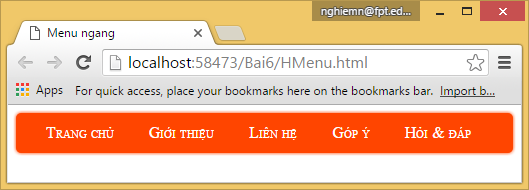 nghiemn@fpt.ed...
Menu ngang
localhost:58473/Bai6/HMenu.html
Apps For quick access, place your bookmarks here on the bookmarks bar. Import b...
Trang chủ Giới thiệu Liên hệ Góp ý Hỏi & đáp